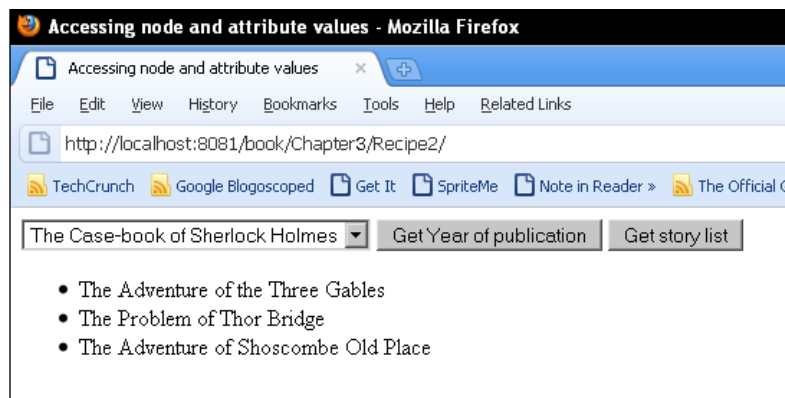 Accessing node and attribute values - Mozilla Firefox
Accessing node and attribute values
File Edit View History Bookmarks Tools Help Related Links
http://localhost:8081/book/Chapter3/Recipe2/
TechCrunch Google Blogoscoped Get It SpriteMe Note in Reader » The Official
The Case-book of Sherlock Holmes Get Year of publication Get story list
• The Adventure of the Three Gables
• The Problem of Thor Bridge
• The Adventure of Shoscombe Old Place